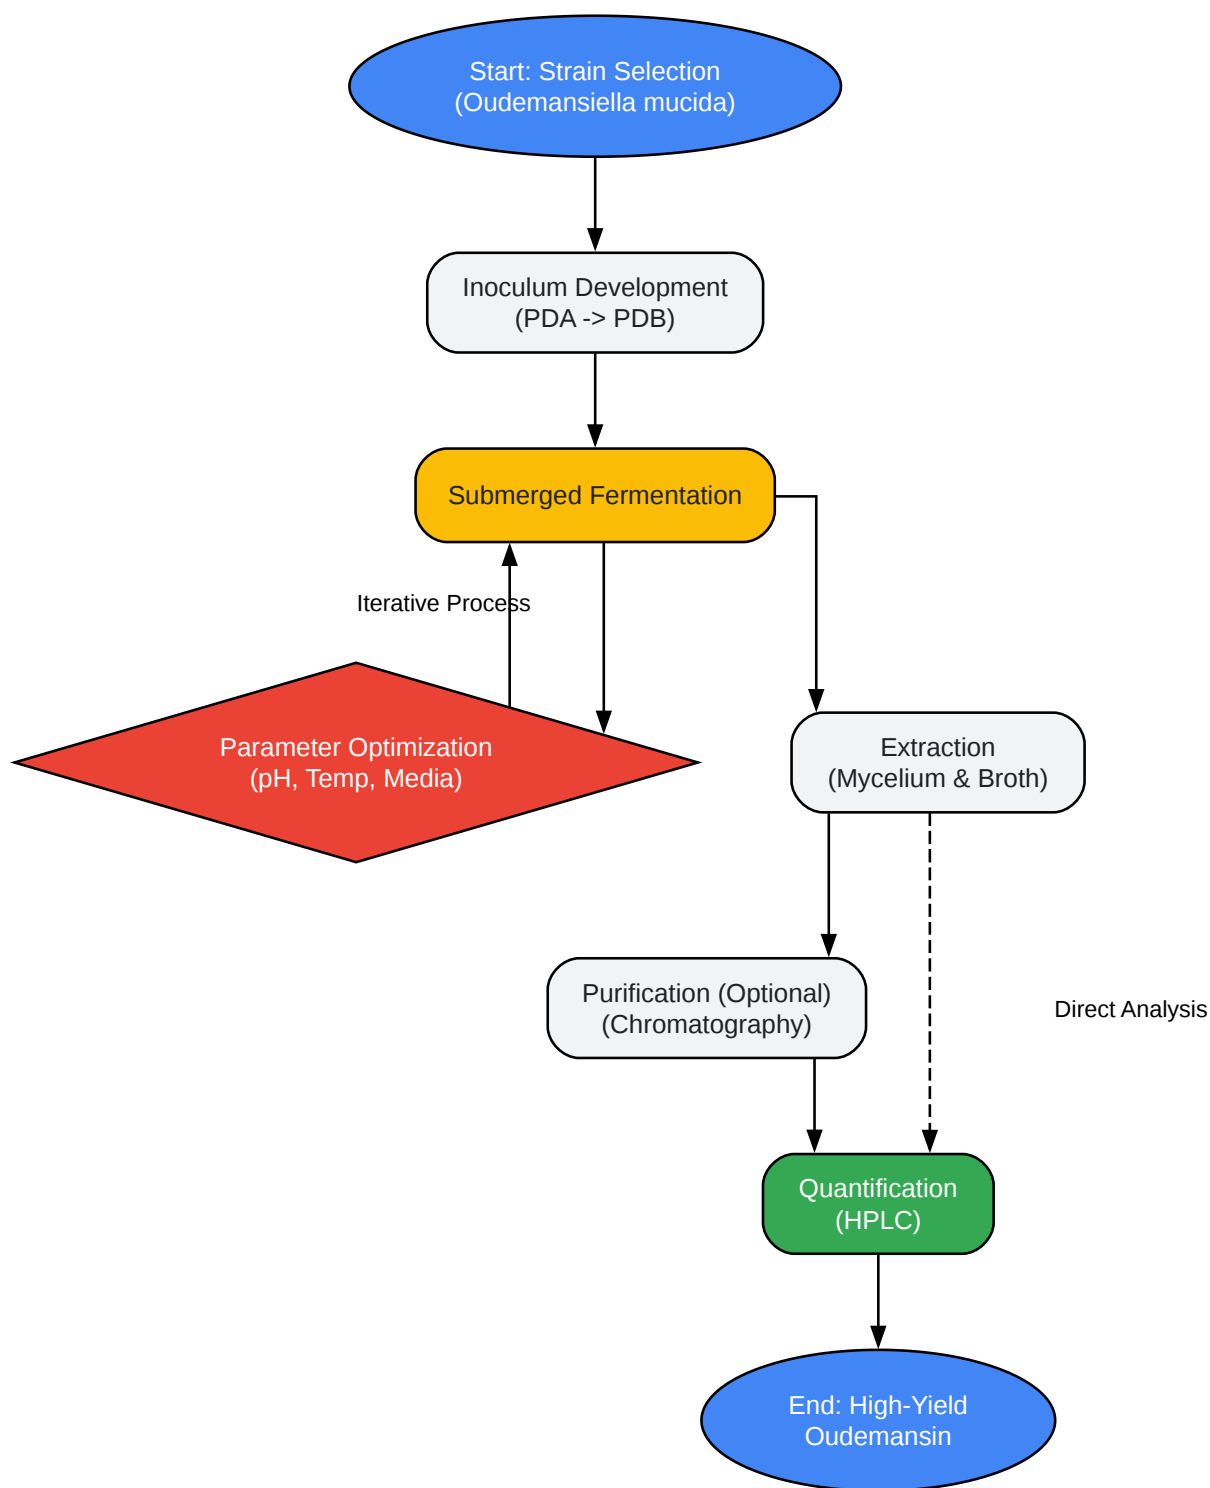 Start: Strain Selection
(Oudemansiella mucida)
Inoculum Development
(PDA -> PDB)
Submerged Fermentation
Iterative Process
Parameter Optimization
(pH, Temp, Media)
Extraction
(Mycelium & Broth)
Purification (Optional)
(Chromatography)
Direct Analysis
Quantification
(HPLC)
End: High-Yield
Oudemansin